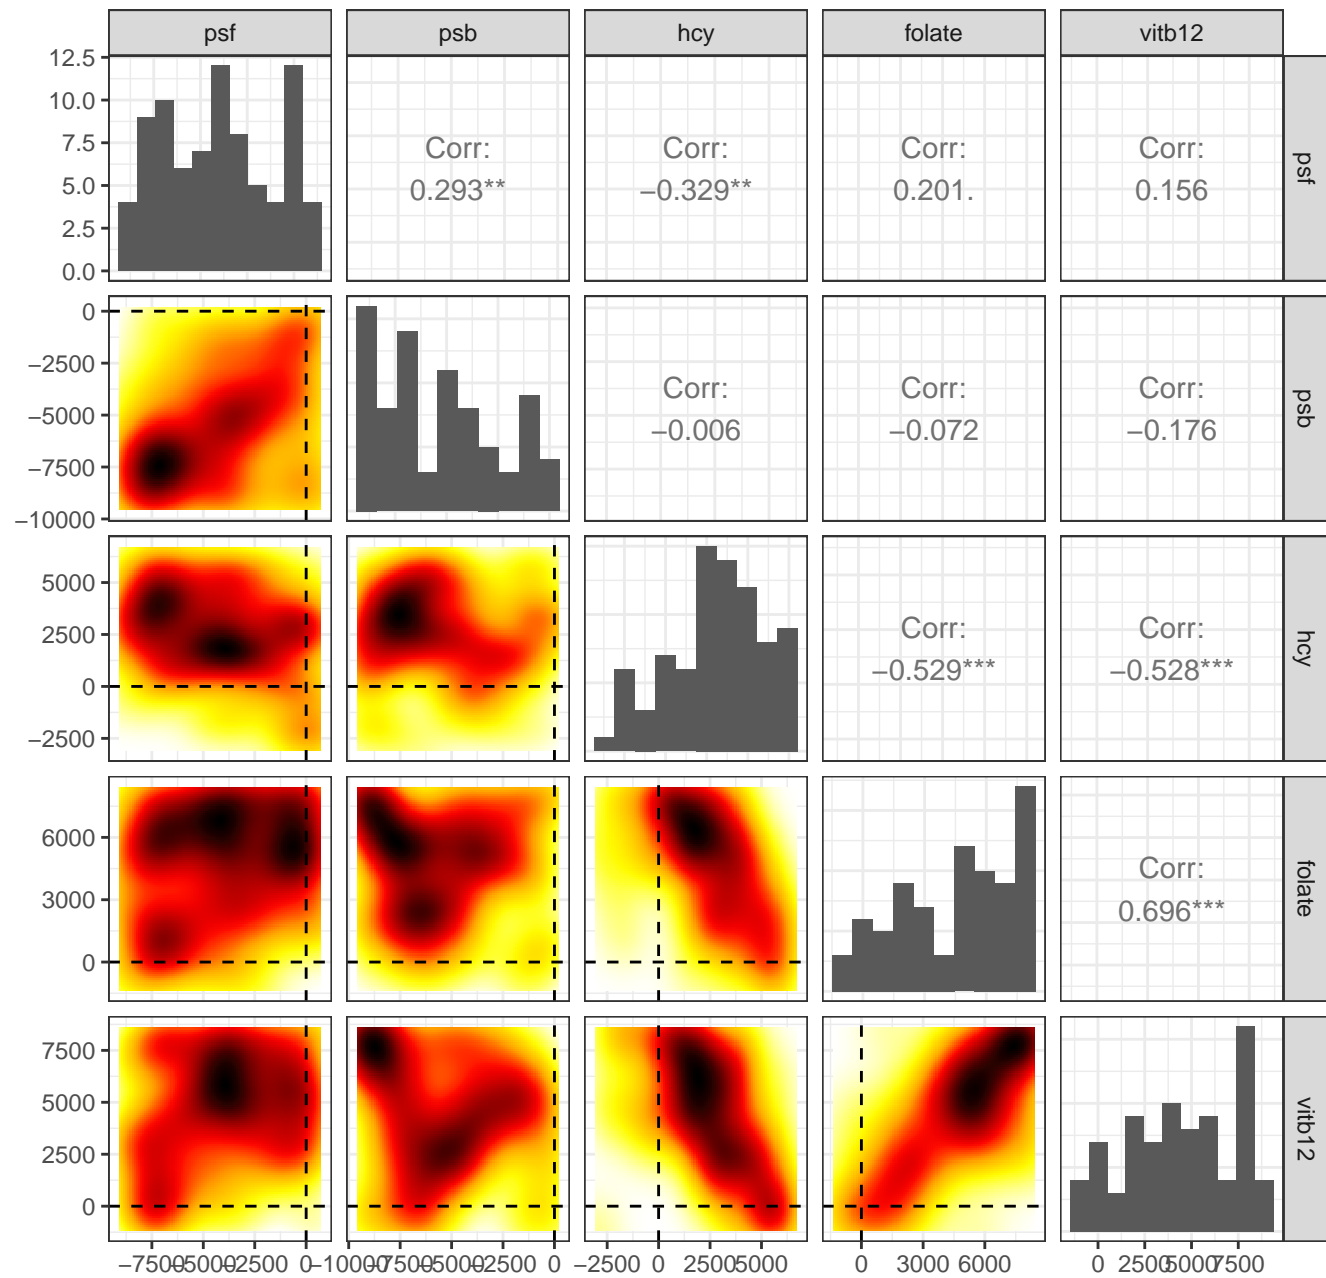 psf psb hcy folate vitb12
12.5
10.0
7.5
5.0
2.5
0.0
Corr:
0.293**
Corr:
−0.329**
Corr:
0.201.
Corr:
0.156
psf
0
−2500
−5000
−7500
−10000
Corr:
−0.006
Corr:
−0.072
Corr:
−0.176
psb
5000
2500
0
−2500
Corr:
−0.529***
Corr:
−0.528***
hcy
6000
3000
0
Corr:
0.696***
folate
7500
5000
2500
0
vitb12
−7500 −5000 −2500 0 −10000 −7500 −5000 −2500 0 −2500 0 2500 5000 0 3000 6000 0 2500 5000 7500